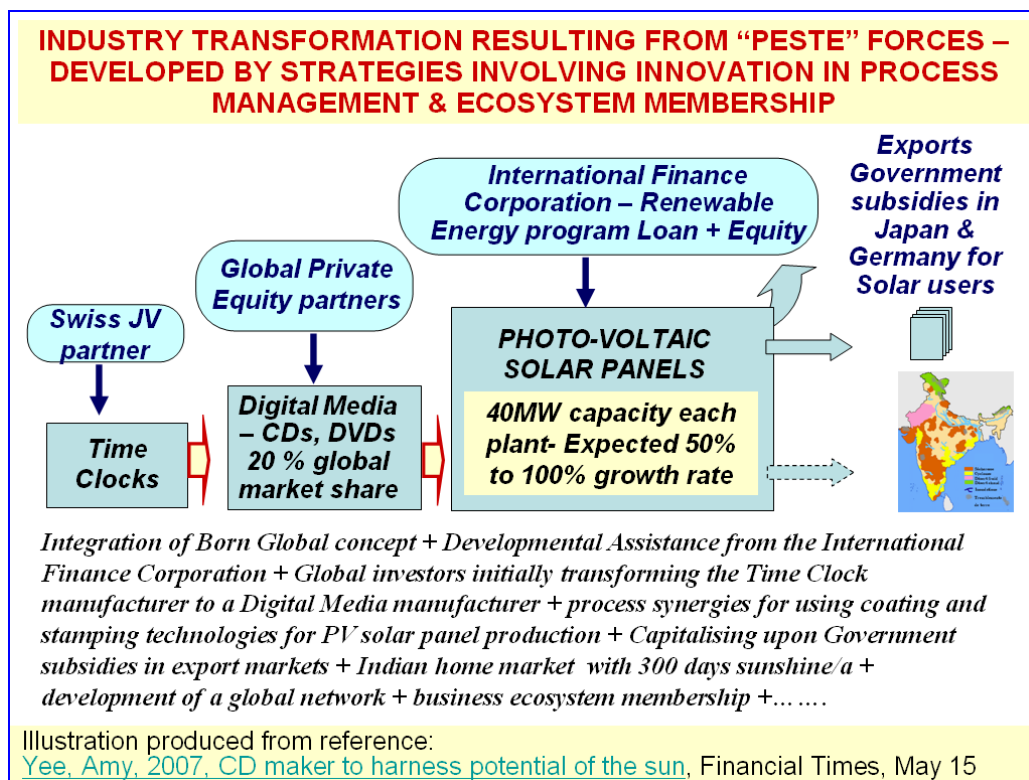 INDUSTRY TRANSFORMATION RESULTING FROM “PESTE” FORCES –
DEVELOPED BY STRATEGIES INVOLVING INNOVATION IN PROCESS
MANAGEMENT & ECOSYSTEM MEMBERSHIP
Swiss JV
partner
Global Private
Equity partners
International Finance
Corporation – Renewable
Energy program Loan + Equity
Exports
Government
subsidies in
Japan &
Germany for
Solar users
Time
Clocks
Digital Media
– CDs, DVDs
20 % global
market share
PHOTO-VOLTAIC
SOLAR PANELS
40MW capacity each
plant- Expected 50%
to 100% growth rate
Integration of Born Global concept + Developmental Assistance from the International
Finance Corporation + Global investors initially transforming the Time Clock
manufacturer to a Digital Media manufacturer + process synergies for using coating and
stamping technologies for PV solar panel production + Capitalising upon Government
subsidies in export markets + Indian home market with 300 days sunshine/a +
development of a global network + business ecosystem membership +…….
Illustration produced from reference:
Yee, Amy, 2007, CD maker to harness potential of the sun, Financial Times, May 15